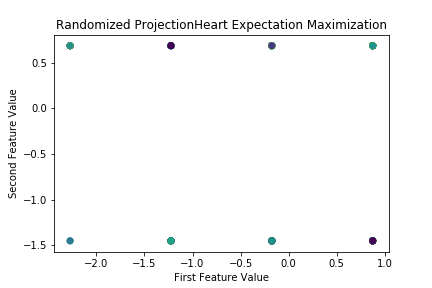 Randomized ProjectionHeart Expectation Maximization
0.5
0.0
−0.5
−1.0
−1.5
Second Feature Value
−2.0 −1.5 −1.0 −0.5 0.0 0.5 1.0
First Feature Value